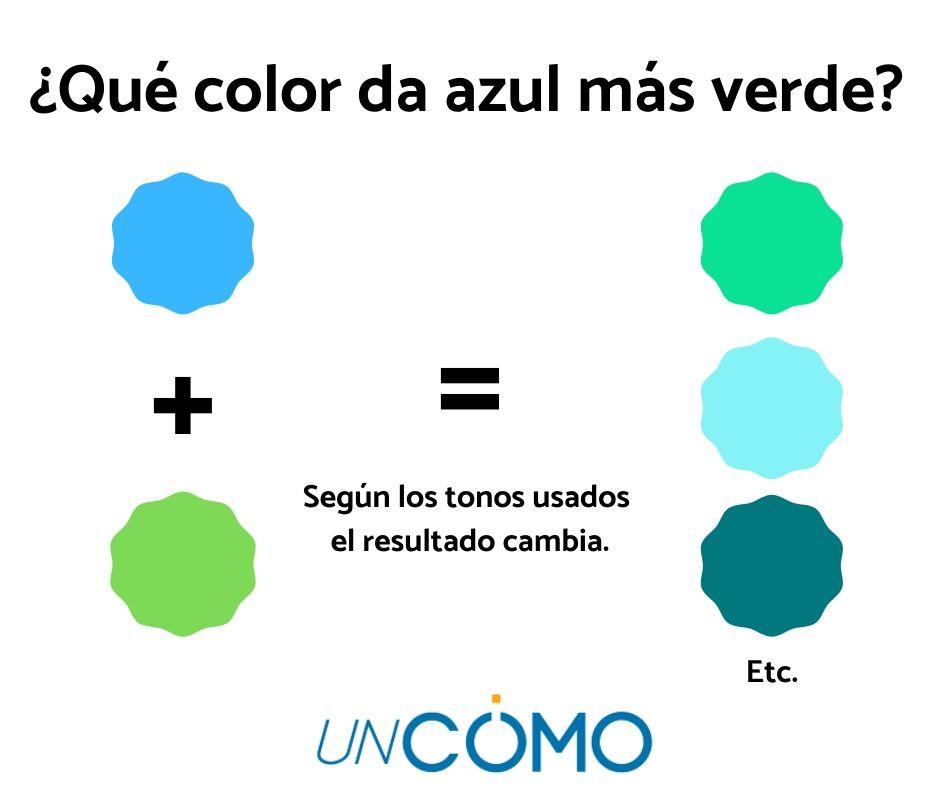 ¿Qué color da azul más verde?
+
=
Según los tonos usados
el resultado cambia.
Etc.
UNCÓMO